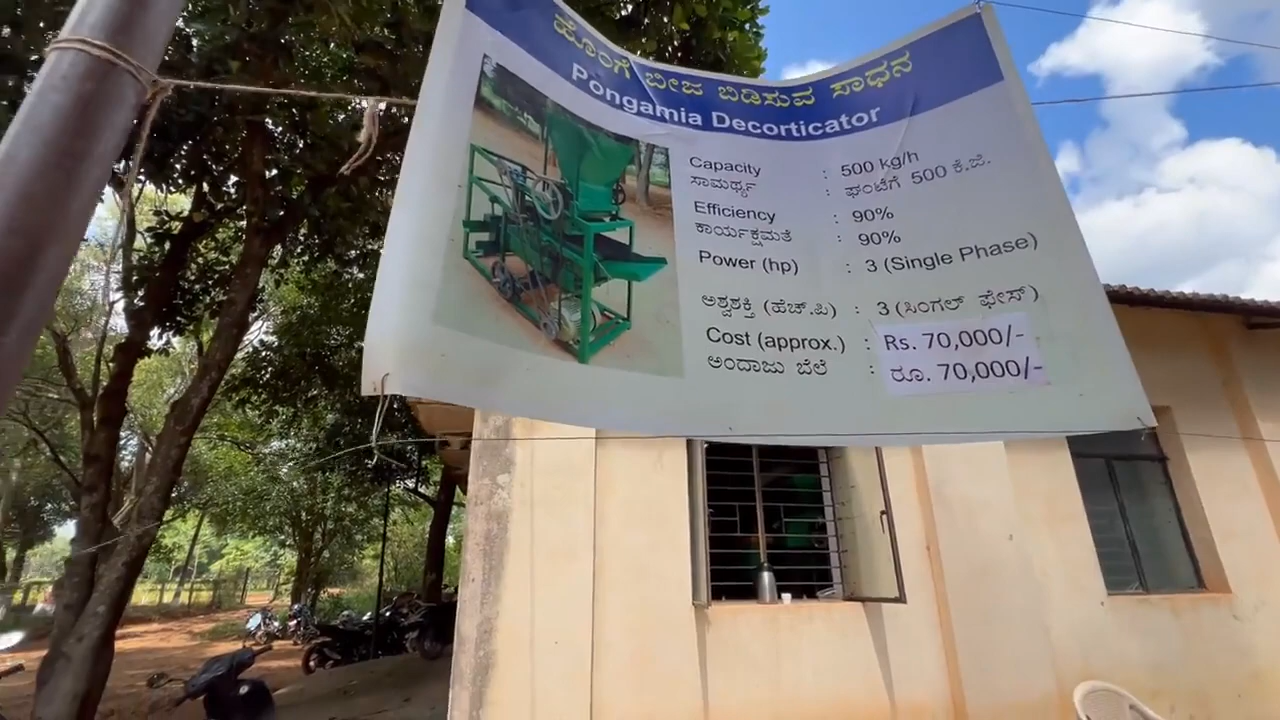 ಹೊಂಗೆ ಬೀಜ ಬಿಡಿಸುವ ಸಾಧನ
Pongamia Decorticator
Capacity : 500 kg/h
ಸಾಮರ್ಥ್ಯ : ಘಂಟೆಗೆ 500 ಕೆ.ಜಿ.
Efficiency : 90%
ಕಾರ್ಯಕ್ಷಮತೆ : 90%
Power (hp) : 3 (Single Phase)
ಅಶ್ವಶಕ್ತಿ (ಹೆಚ್.ಪಿ) : 3 (ಸಿಂಗಲ್ ಫೇಸ್)
Cost (approx.) : Rs. 70,000/-
ಅಂದಾಜು ಬೆಲೆ : ರೂ. 70,000/-